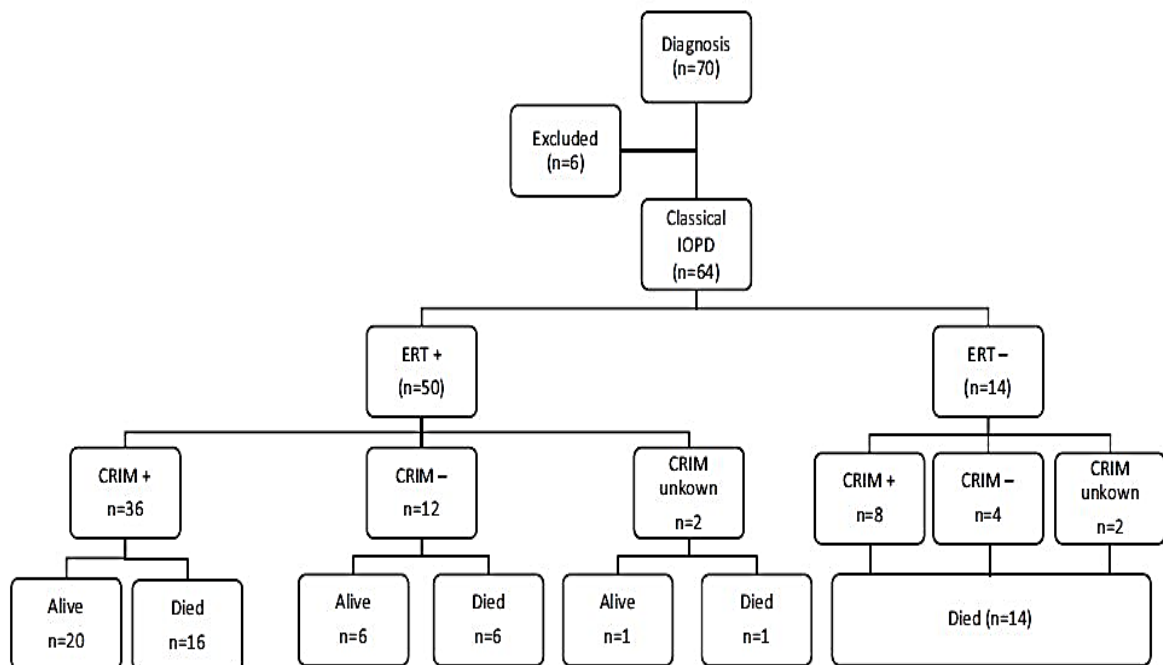 Diagnosis
(n=70)
Excluded
(n=6)
Classical
IOPD
(n=64)
ERT +
(n=50)
ERT –
(n=14)
CRIM +
n=36
CRIM –
n=12
CRIM
unkown
n=2
CRIM +
n=8
CRIM –
n=4
CRIM
unkown
n=2
Alive
n=20
Died
n=16
Alive
n=6
Died
n=6
Alive
n=1
Died
n=1
Died (n=14)